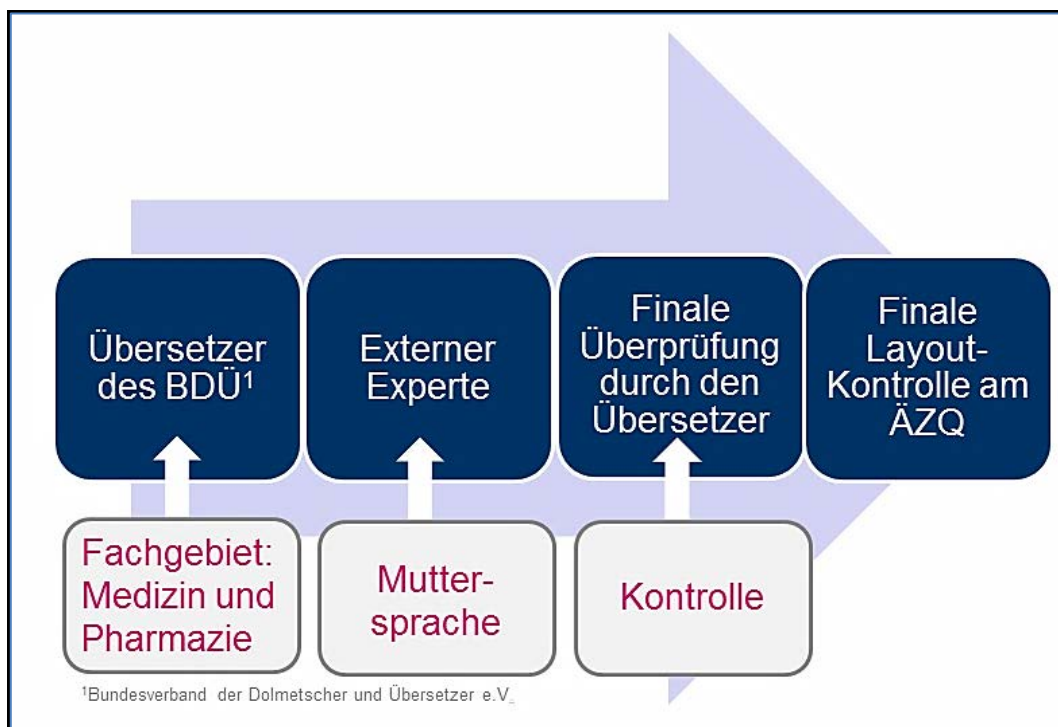 Übersetzer
des BDÜ¹
Externer
Experte
Finale
Überprüfung
durch den
Übersetzer
Finale
Layout-
Kontrolle am
ÄZQ
Fachgebiet:
Medizin und
Pharmazie
Mutter-
sprache
Kontrolle
¹Bundesverband der Dolmetscher und Übersetzer e.V.